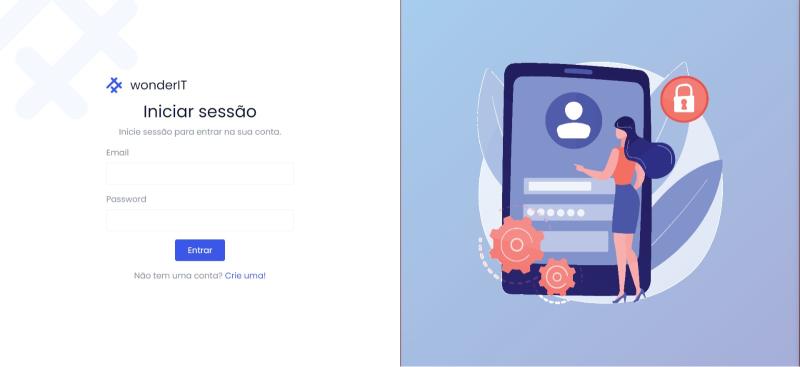 wonderIT
Iniciar sessão
Inicie sessão para entrar na sua conta.
Email
Password
Entrar
Não tem uma conta? Crie uma!